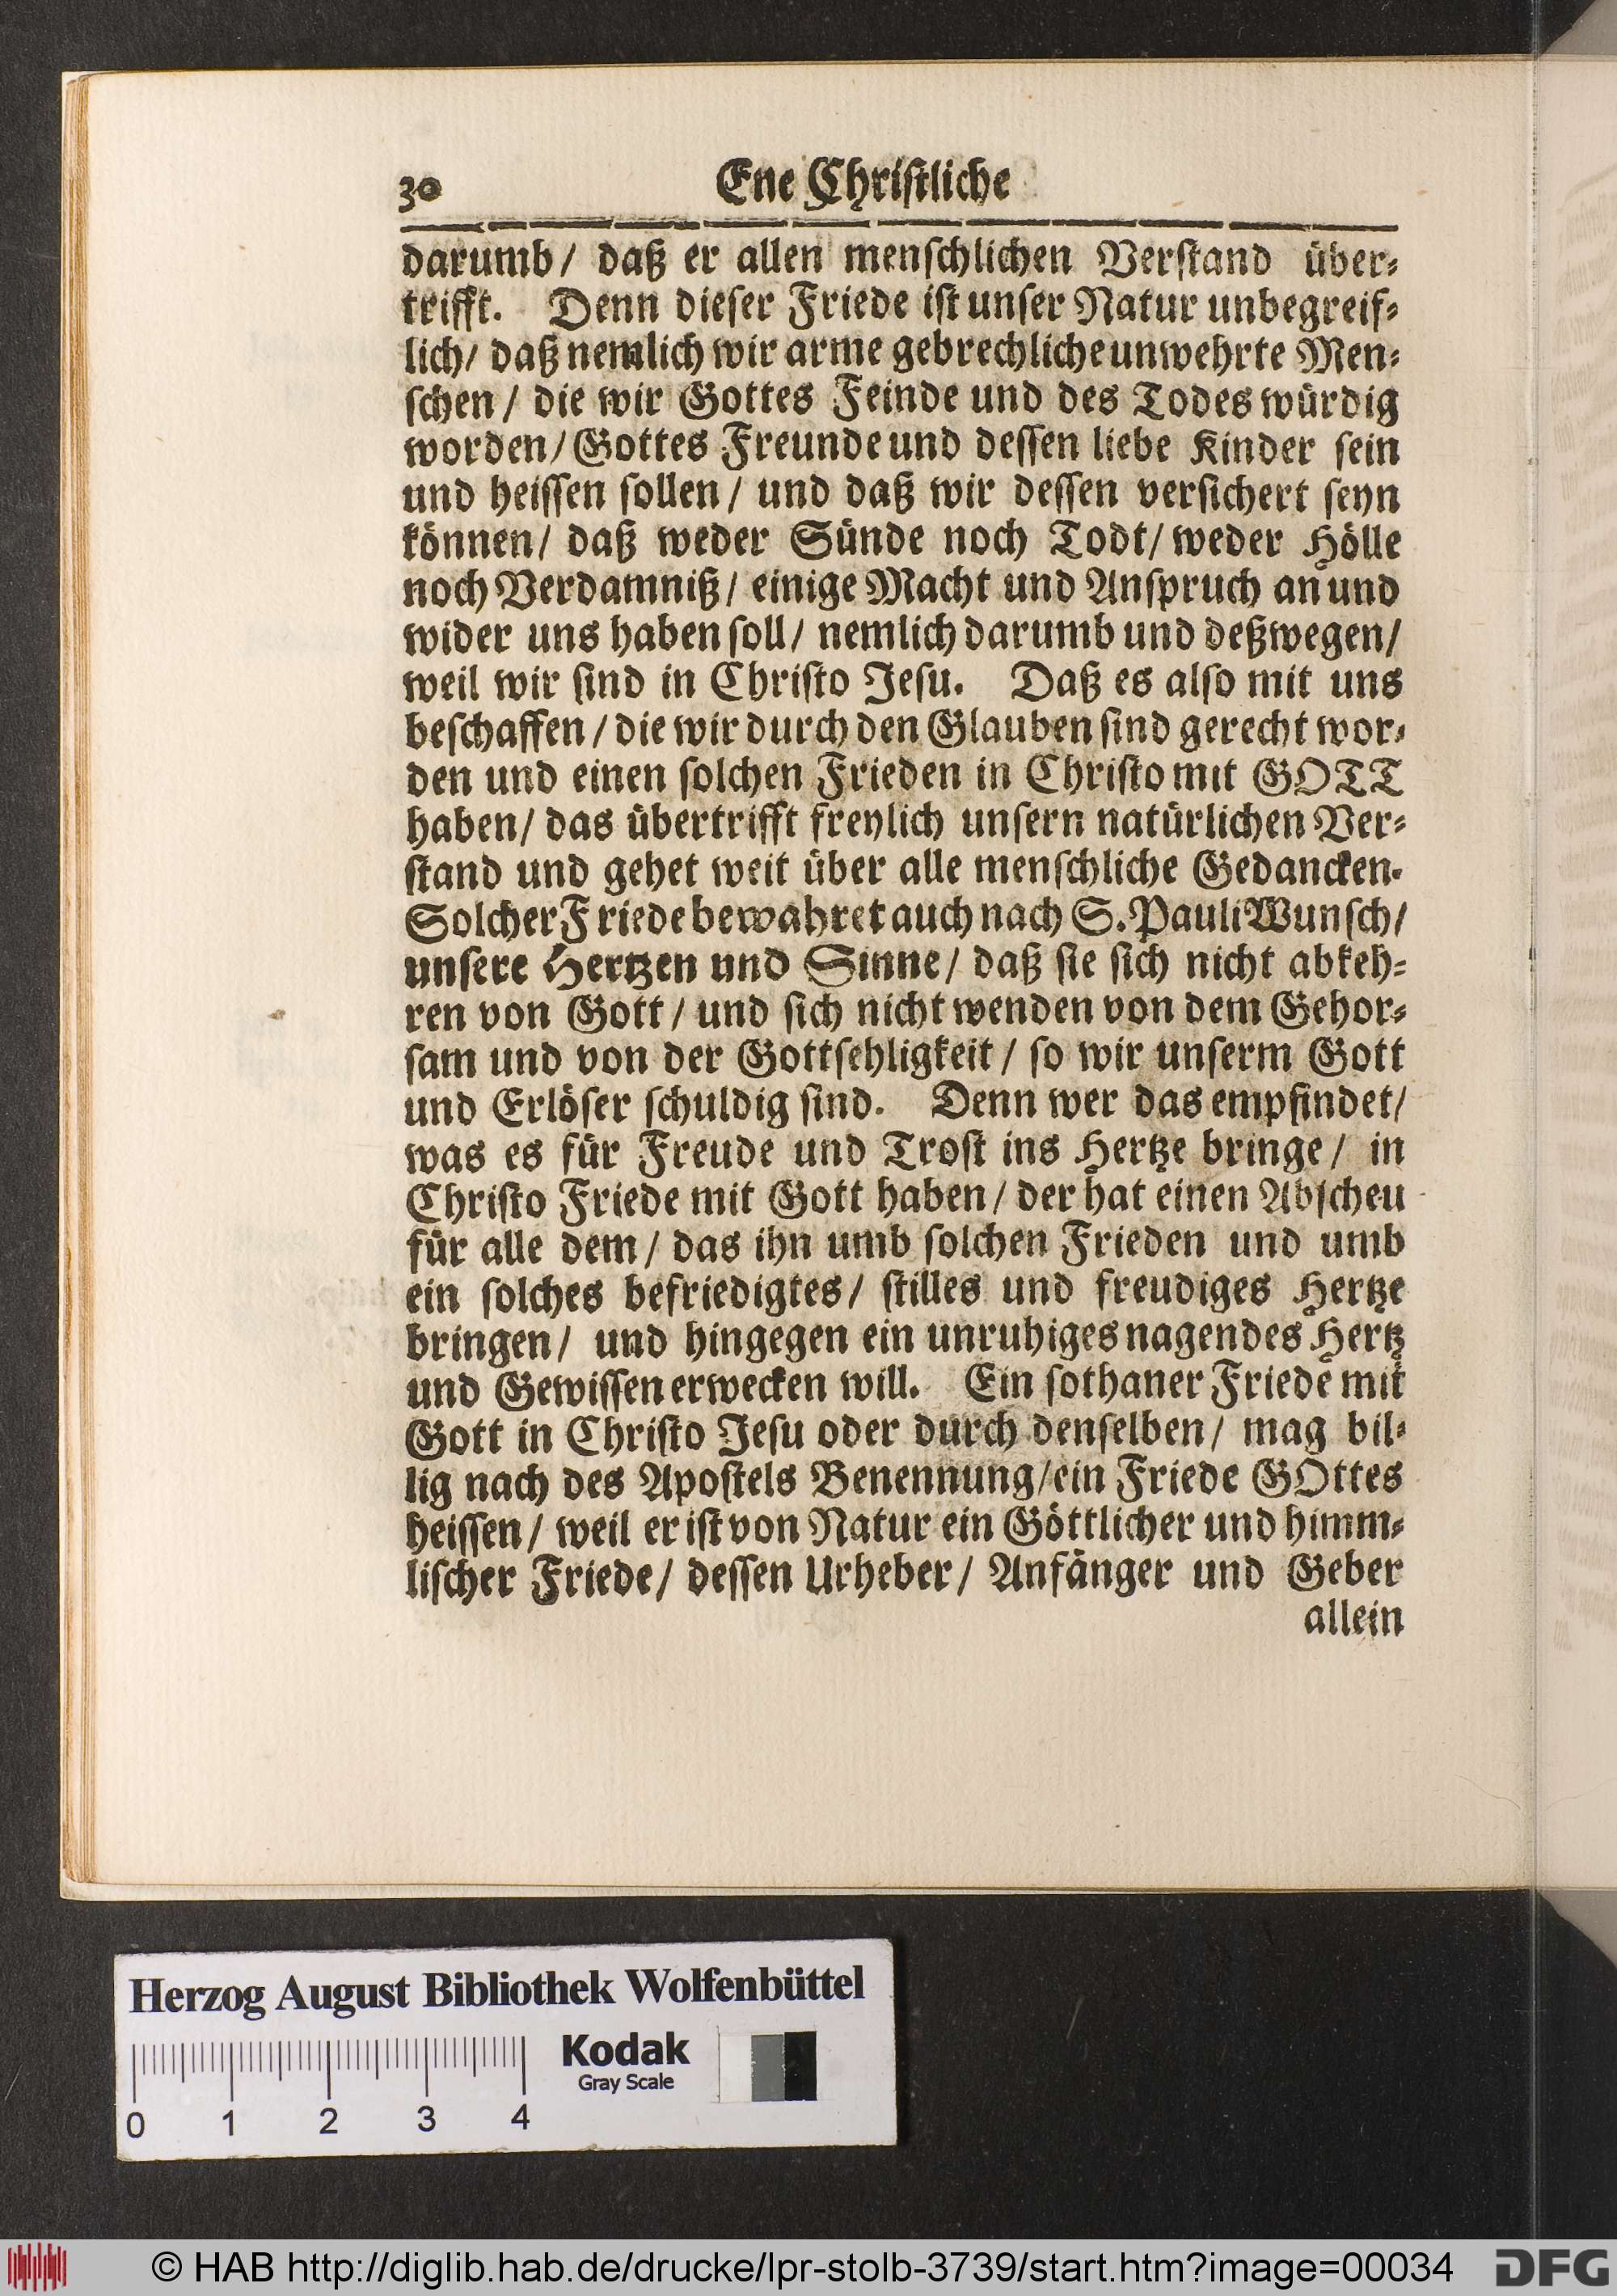 30 Ene Chriſtliche
darumb/ daß er allen menſchlichen Verſtand über⸗
trifft. Denn dieſer Friede iſt unſer Natur unbegreif⸗
lich/ daß nemlich wir arme gebrechliche unwehrte Men⸗
ſchen/ die wir Gottes Feinde und des Todes würdig
worden/ Gottes Freunde und deſſen liebe Kinder ſein
und heiſſen ſollen/ und daß wir deſſen verſichert ſeyn
können/ daß weder Sünde noch Todt/ weder Hölle
noch Verdamniß/ einige Macht und Anſpruch an und
wider uns haben ſoll/ nemlich darumb und deßwegen/
weil wir ſind in Chriſto Jeſu. Daß es alſo mit uns
beſchaffen/ die wir durch den Glauben ſind gerecht wor⸗
den und einen ſolchen Frieden in Chriſto mit GOTT
haben/ das übertrifft freylich unſern natürlichen Ver⸗
ſtand und gehet weit über alle menſchliche Gedancken.
Solcher Friede bewahret auch nach S. Pauli Wunſch/
unſere Hertzen und Sinne/ daß ſie ſich nicht abkeh⸗
ren von Gott/ und ſich nicht wenden von dem Gehor⸗
ſam und von der Gottſehligkeit/ ſo wir unſerm Gott
und Erlöſer ſchuldig ſind. Denn wer das empfindet/
was es für Freude und Troſt ins Hertze bringe/ in
Chriſto Friede mit Gott haben/ der hat einen Abſcheu
für alle dem/ das ihn umb ſolchen Frieden und umb
ein ſolches befriedigtes/ ſtilles und freudiges Hertze
bringen/ und hingegen ein unruhiges nagendes Hertz
und Gewiſſen erwecken will. Ein ſothaner Friede mit
Gott in Chriſto Jeſu oder durch denſelben/ mag bil⸗
lig nach des Apoſtels Benennung/ ein Friede GOttes
heiſſen/ weil er iſt von Natur ein Göttlicher und himm⸗
liſcher Friede/ deſſen Urheber/ Anfänger und Geber
allein
Herzog August Bibliothek Wolfenbüttel
Kodak
Gray Scale
0 1 2 3 4
© HAB http://diglib.hab.de/drucke/lpr-stolb-3739/start.htm?image=00034 DFG